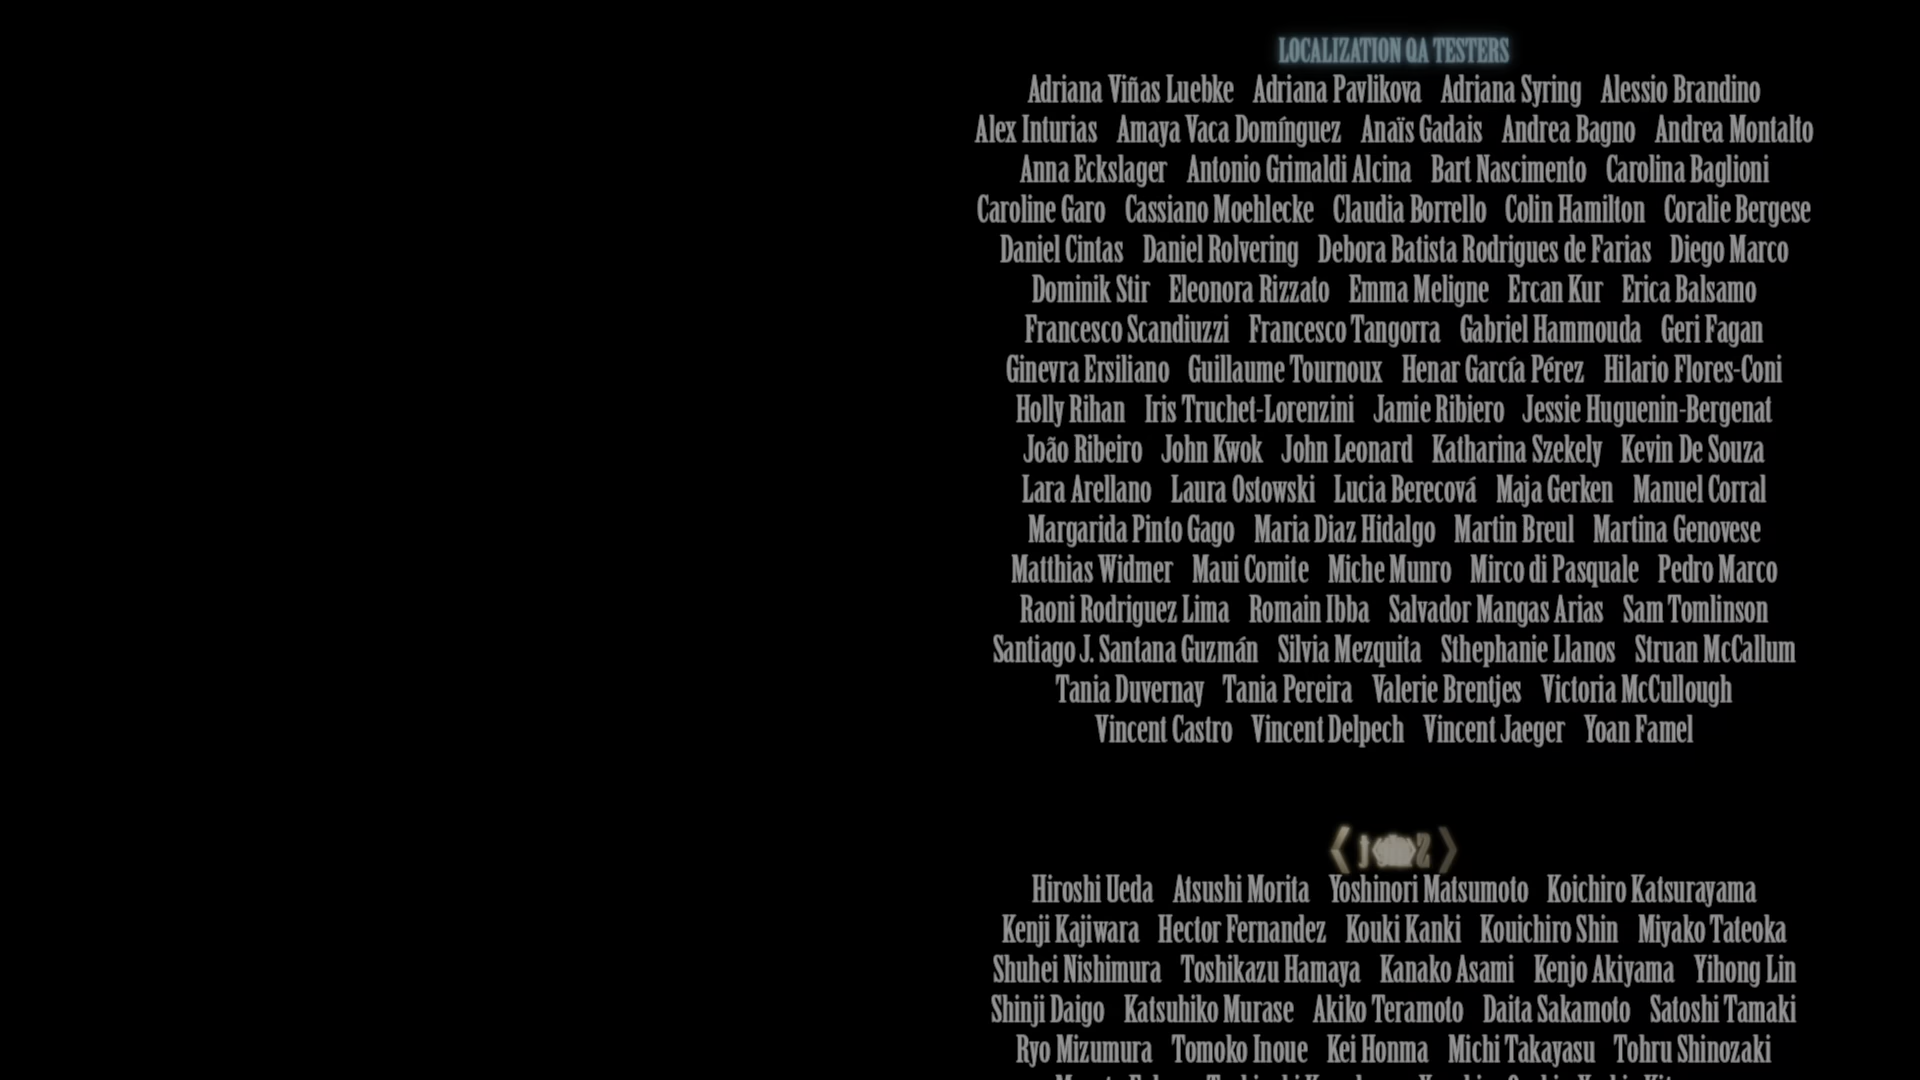 LOCALIZATION QA TESTERS
Adriana Viñas Luebke Adriana Pavlikova Adriana Syring Alessio Brandino
Alex Inturias Amaya Vaca Domínguez Anaïs Gadais Andrea Bagno Andrea Montalto
Anna Eckslager Antonio Grimaldi Alcina Bart Nascimento Carolina Baglioni
Caroline Garo Cassiano Moehlecke Claudia Borrello Colin Hamilton Coralie Bergese
Daniel Cintas Daniel Rolvering Debora Batista Rodrigues de Farias Diego Marco
Dominik Stir Eleonora Rizzato Emma Meligne Ercan Kur Erica Balsamo
Francesco Scandiuzzi Francesco Tangorra Gabriel Hammouda Geri Fagan
Ginevra Ersiliano Guillaume Tournoux Henar García Pérez Hilario Flores-Coni
Holly Rihan Iris Truchet-Lorenzini Jamie Ribiero Jessie Huguenin-Bergenat
João Ribeiro John Kwok John Leonard Katharina Szekely Kevin De Souza
Lara Arellano Laura Ostowski Lucia Berecová Maja Gerken Manuel Corral
Margarida Pinto Gago Maria Diaz Hidalgo Martin Breul Martina Genovese
Matthias Widmer Maui Comite Miche Munro Mirco di Pasquale Pedro Marco
Raoni Rodriguez Lima Romain Ibba Salvador Mangas Arias Sam Tomlinson
Santiago J. Santana Guzmán Silvia Mezquita Sthephanie Llanos Struan McCallum
Tania Duvernay Tania Pereira Valerie Brentjes Victoria McCullough
Vincent Castro Vincent Delpech Vincent Jaeger Yoan Famel
Hiroshi Ueda Atsushi Morita Yoshinori Matsumoto Koichiro Katsurayama
Kenji Kajiwara Hector Fernandez Kouki Kanki Kouichiro Shin Miyako Tateoka
Shuhei Nishimura Toshikazu Hamaya Kanako Asami Kenjo Akiyama Yihong Lin
Shinji Daigo Katsuhiko Murase Akiko Teramoto Daita Sakamoto Satoshi Tamaki
Ryo Mizumura Tomoko Inoue Kei Honma Michi Takayasu Tohru Shinozaki